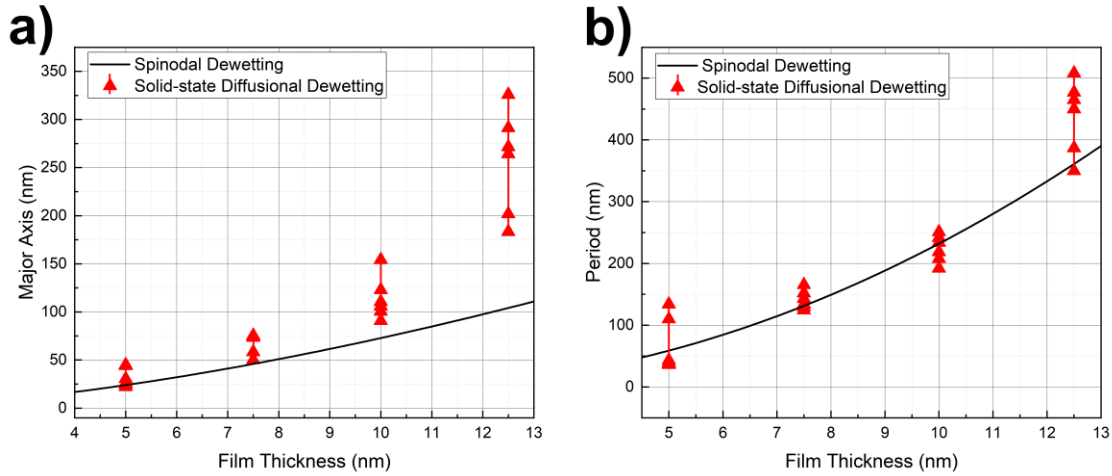 a)
Spinodal Dewetting
Solid-state Diffusional Dewetting
Major Axis (nm)
350
300
250
200
150
100
50
0
4 5 6 7 8 9 10 11 12 13
Film Thickness (nm)
b)
Spinodal Dewetting
Solid-state Diffusional Dewetting
Period (nm)
500
400
300
200
100
0
5 6 7 8 9 10 11 12 13
Film Thickness (nm)